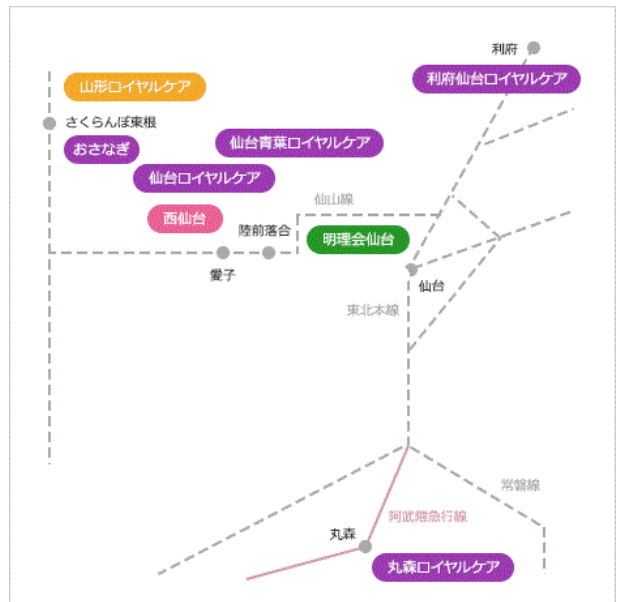 利府
利府仙台ロイヤルケア
山形ロイヤルケア
さくらんぼ東根
おさなぎ
仙台青葉ロイヤルケア
仙台ロイヤルケア
仙山線
西仙台
陸前落合
明理会仙台
愛子
仙台
東北本線
常磐線
阿武隈急行線
丸森
丸森ロイヤルケア